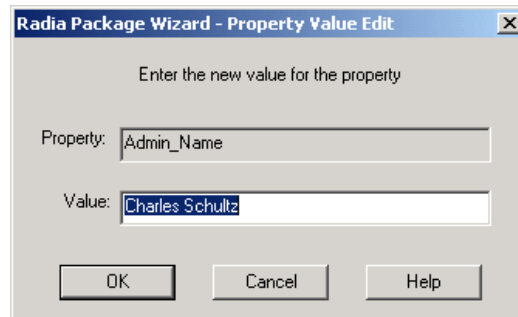 Radia Package Wizard - Property Value Edit
Enter the new value for the property
Property: Admin_Name
Value: Charles Schultz
OK Cancel Help